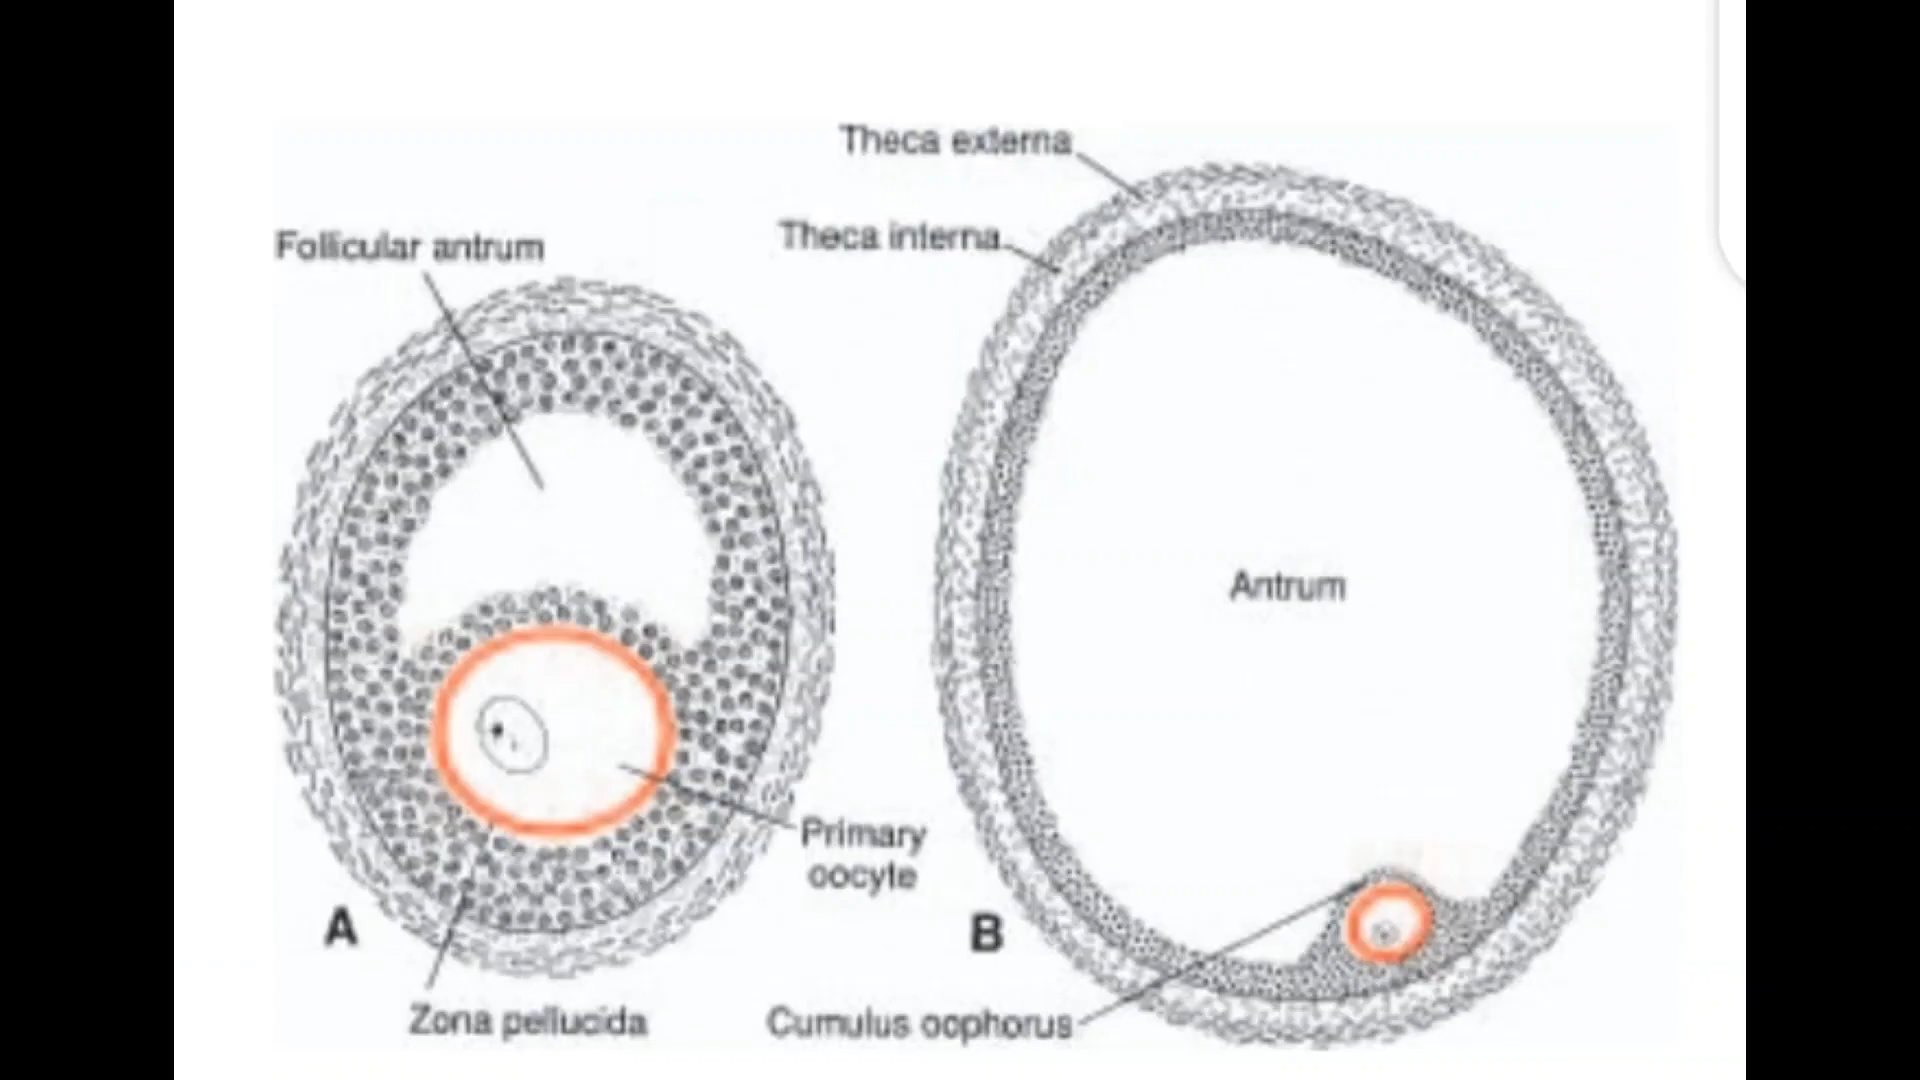 Theca externa
Theca interna
Follicular antrum
Antrum
Primary
oocyte
A
B
Zona pellucida
Cumulus oophorus